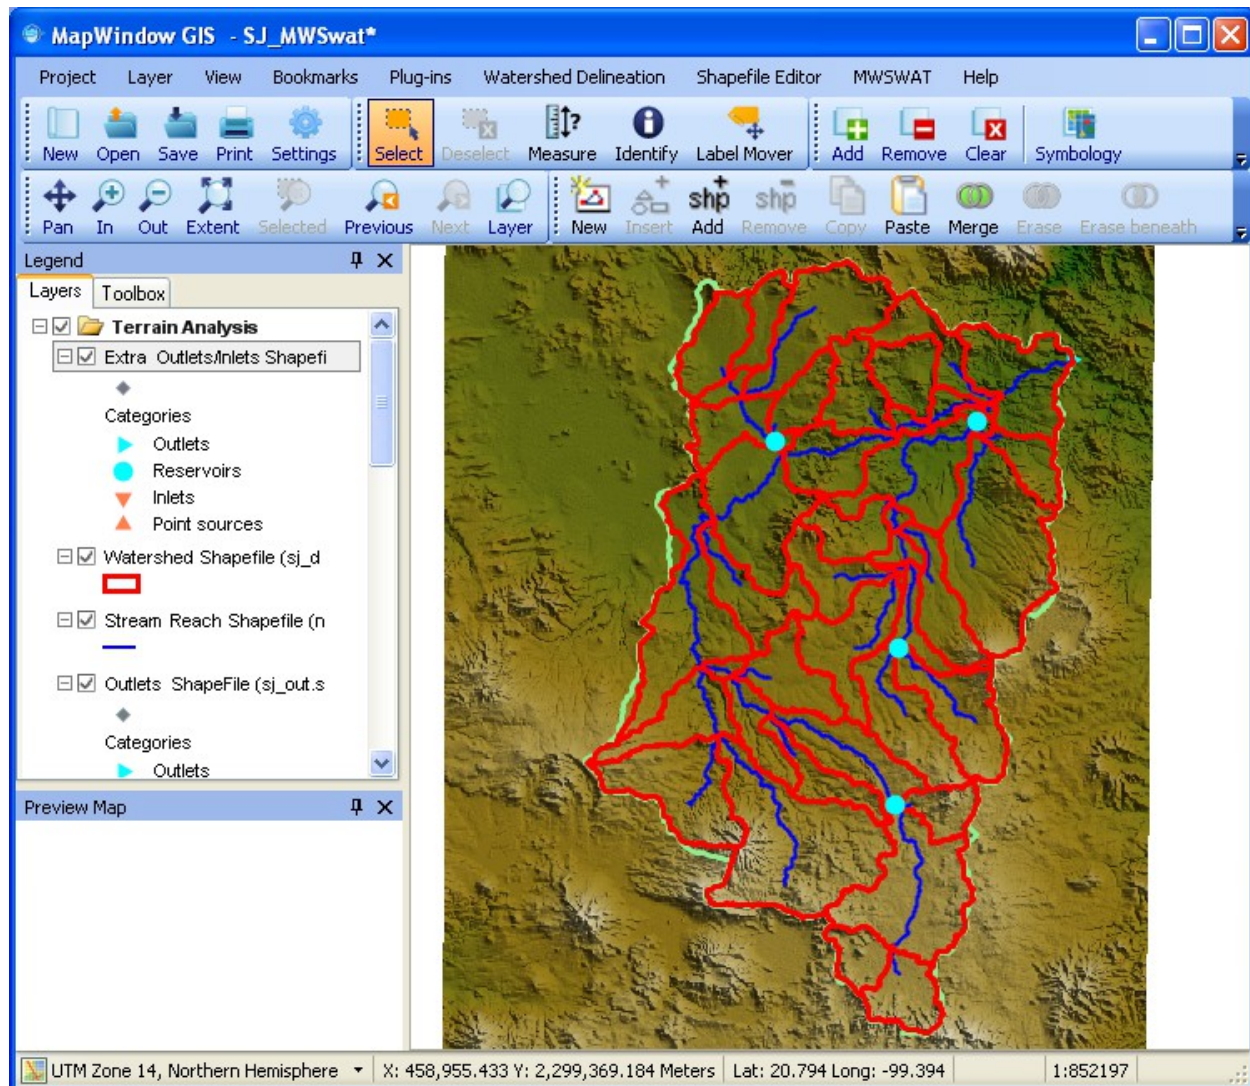 MapWindow GIS - SJ_MWSwat*
Project Layer View Bookmarks Plug-ins Watershed Delineation Shapefile Editor MWSWAT Help
New Open Save Print Settings Select Deselect Measure Identify Label Mover Add Remove Clear Symbology
Pan In Out Extent Selected Previous Next Layer New Insert shp Add shp Remove Copy Paste Merge Erase Erase beneath
Legend
Layers Toolbox
Terrain Analysis
Extra Outlets/Inlets Shapefi
Categories
Outlets
Reservoirs
Inlets
Point sources
Watershed Shapefile (sj_d
Stream Reach Shapefile (n
Outlets ShapeFile (sj_out.s
Categories
Outlets
Preview Map
UTM Zone 14, Northern Hemisphere X: 458,955.433 Y: 2,299,369.184 Meters Lat: 20.794 Long: -99.394 1:852197